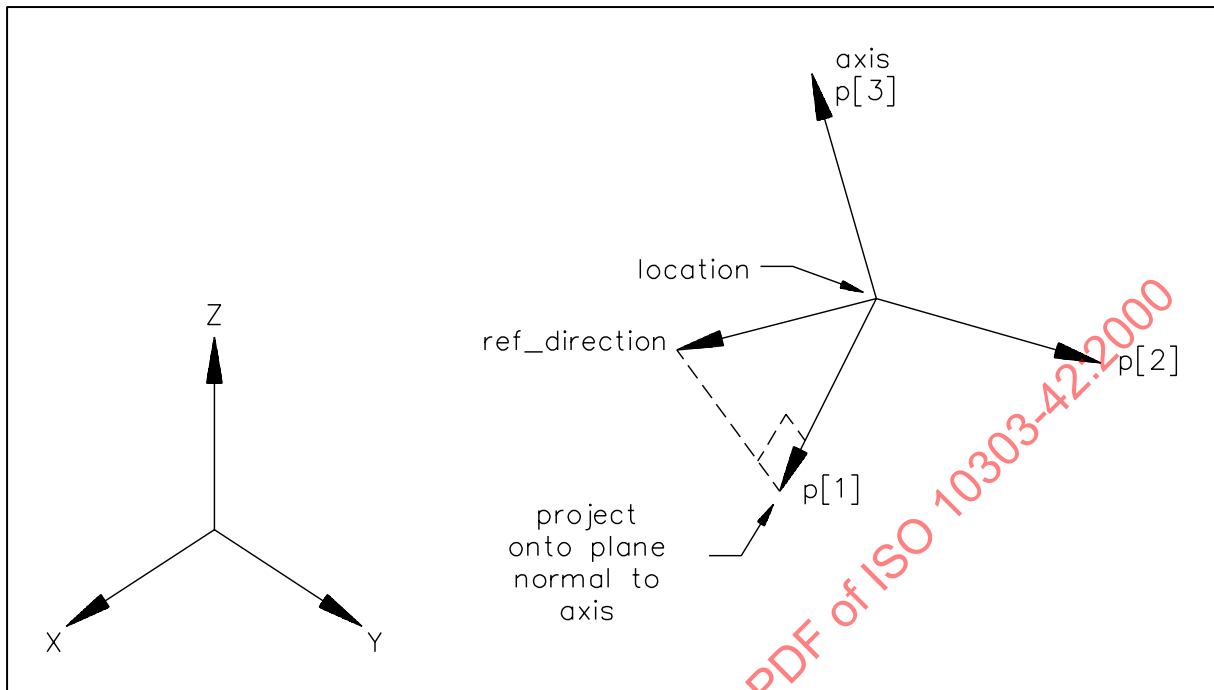 axis
p[3]
location
ref_direction
p[2]
p[1]
project
onto plane
normal to
axis
Z
X
Y
PDF of ISO 10303-42:2000